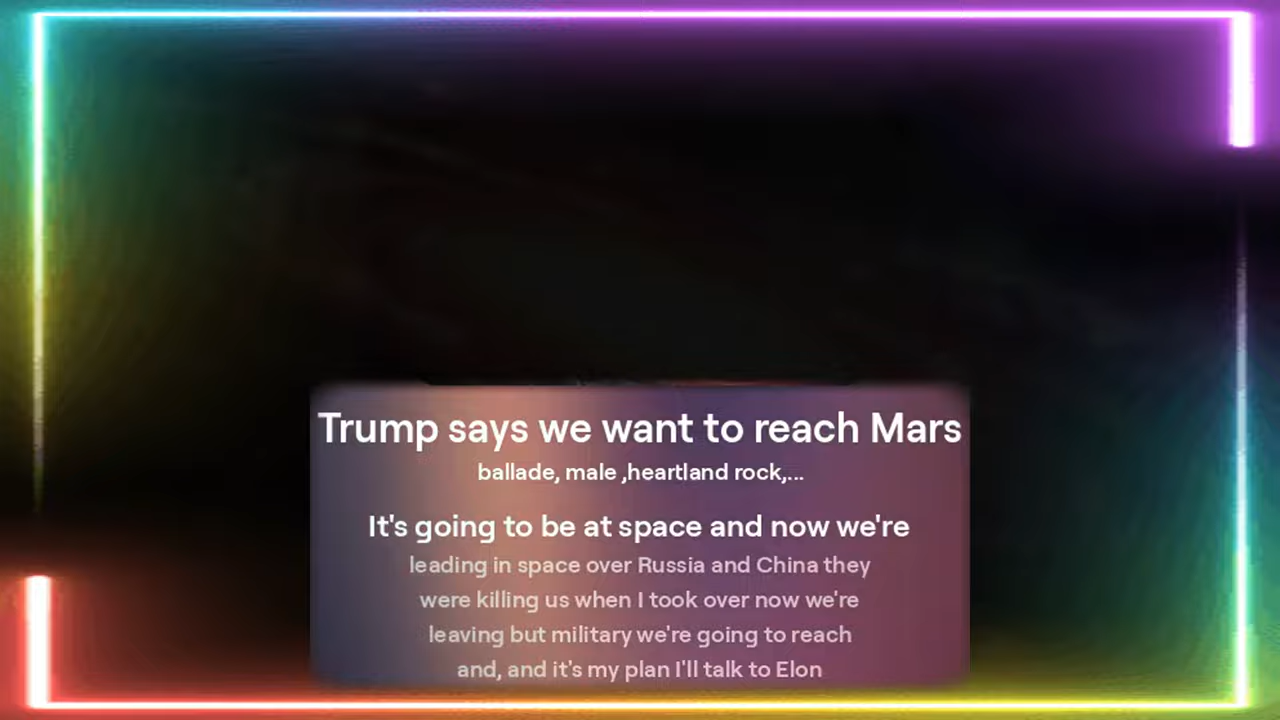 Trump says we want to reach Mars
ballade, male ,heartland rock,...
It's going to be at space and now we're
leading in space over Russia and China they
were killing us when I took over now we're
leaving but military we're going to reach
and, and it's my plan I'll talk to Elon